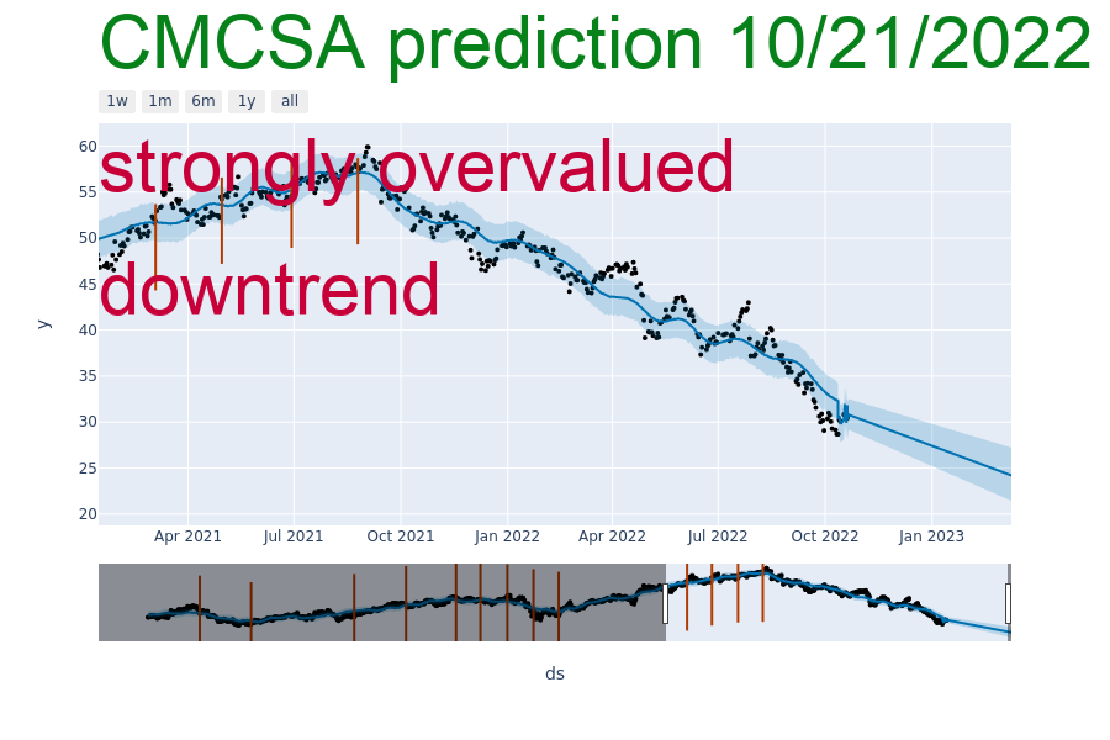 CMCSA prediction 10/21/2022
1w 1m 6m 1y all
strongly overvalued
downtrend
60
55
50
45
40
35
30
25
20
y
Apr 2021 Jul 2021 Oct 2021 Jan 2022 Apr 2022 Jul 2022 Oct 2022 Jan 2023
ds